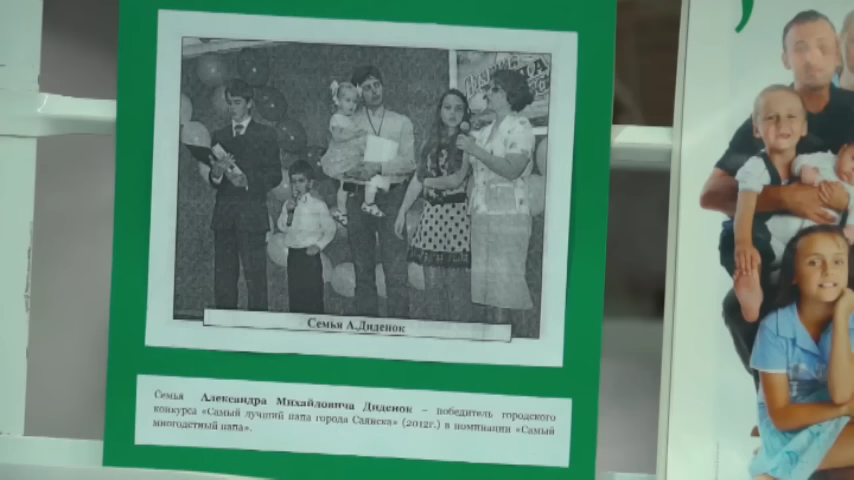 Семья А.Диденок
Семья Александра Михайловича Диденок – победитель городского
конкурса «Самый лучший папа города Саянска» (2012г.) в номинации «Самый
многодетный папа».